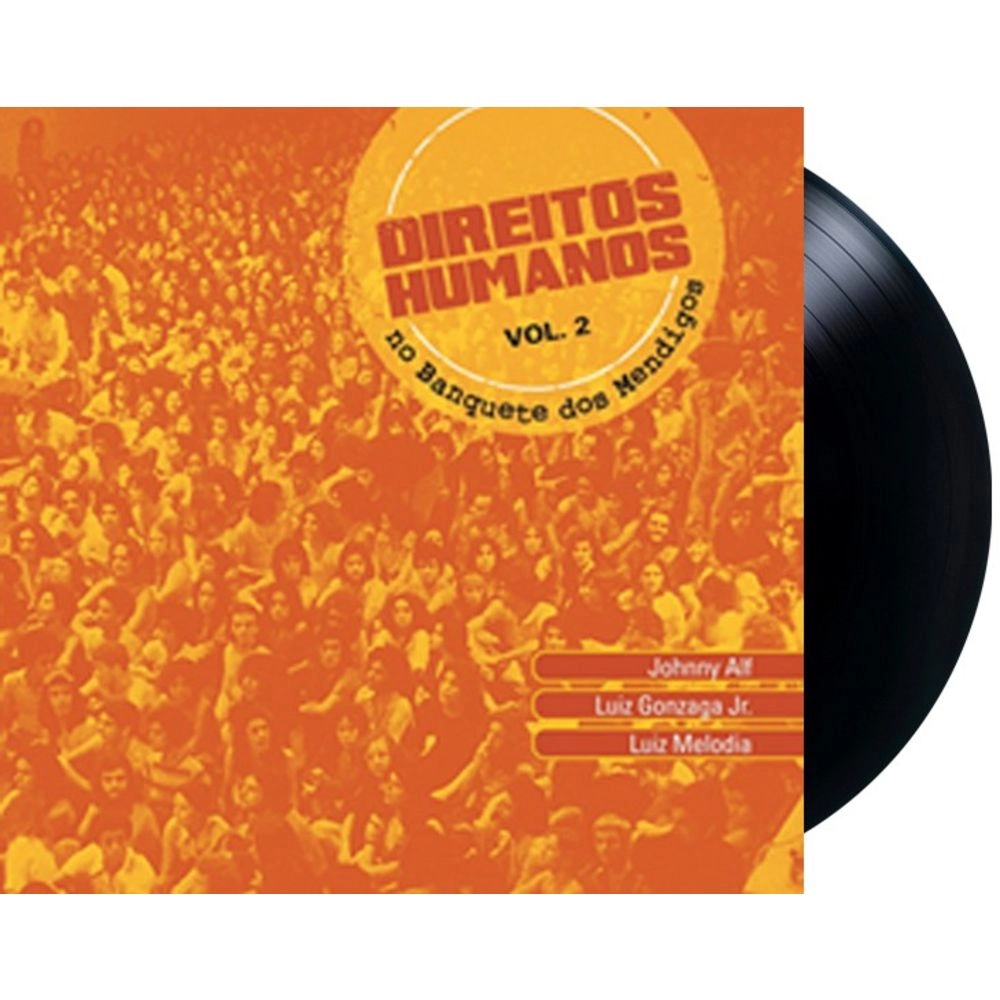 DIREITOS
HUMANOS
VOL. 2
no Banquete dos Mendigos
Johnny Alf
Luiz Gonzaga Jr.
Luiz Melodia